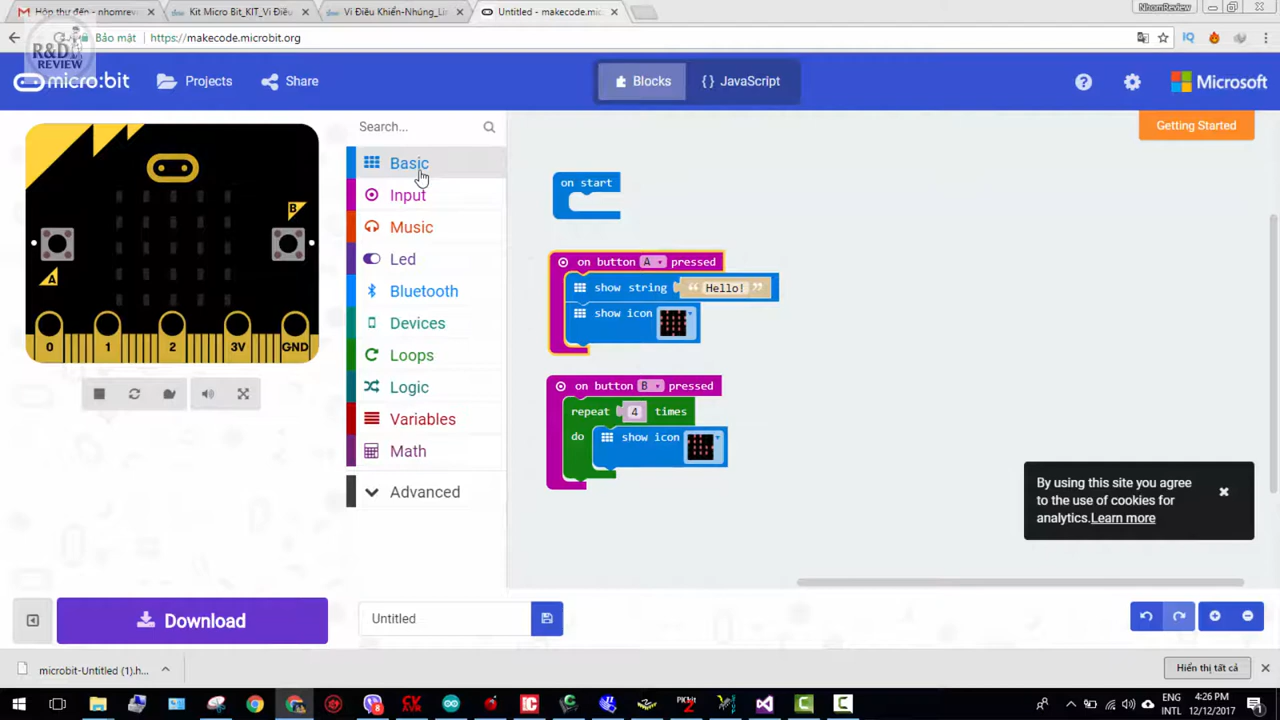 Hộp thư đến - nhomrevi
Kit Micro Bit_KIT_Vi Điều
Vi Điều Khiển-Nhúng_Lin
Untitled - makecode.mic
NhomReview
Bảo mật
https://makecode.microbit.org
R&D
REVIEW
micro:bit
Projects
Share
Blocks
{ } JavaScript
Microsoft
Getting Started
Search...
Basic
Input
Music
Led
Bluetooth
Devices
Loops
Logic
Variables
Math
Advanced
A
B
0
1
2
3V
GND
on start
on button A pressed
show string “ Hello! ”
show icon
on button B pressed
repeat 4 times
do show icon
By using this site you agree
to the use of cookies for
analytics.Learn more
Download
Untitled
microbit-Untitled (1).h...
Hiển thị tất cả
ENG
INTL
4:26 PM
12/12/2017